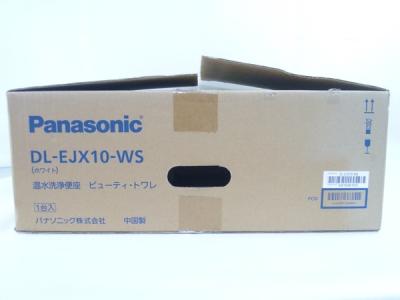 Panasonic
DL-EJX10-WS
(ホワイト)
温水洗浄便座 ビューティ・トワレ
1台入
パナソニック株式会社 中国製